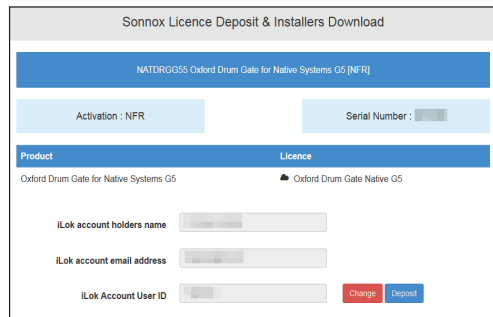 Sonnox Licence Deposit & Installers Download
NATDRGG55 Oxford Drum Gate for Native Systems G5 [NFR]
Activation : NFR
Serial Number :
Product Licence
Oxford Drum Gate for Native Systems G5 Oxford Drum Gate Native G5
iLok account holders name
iLok account email address
iLok Account User ID Change Deposit